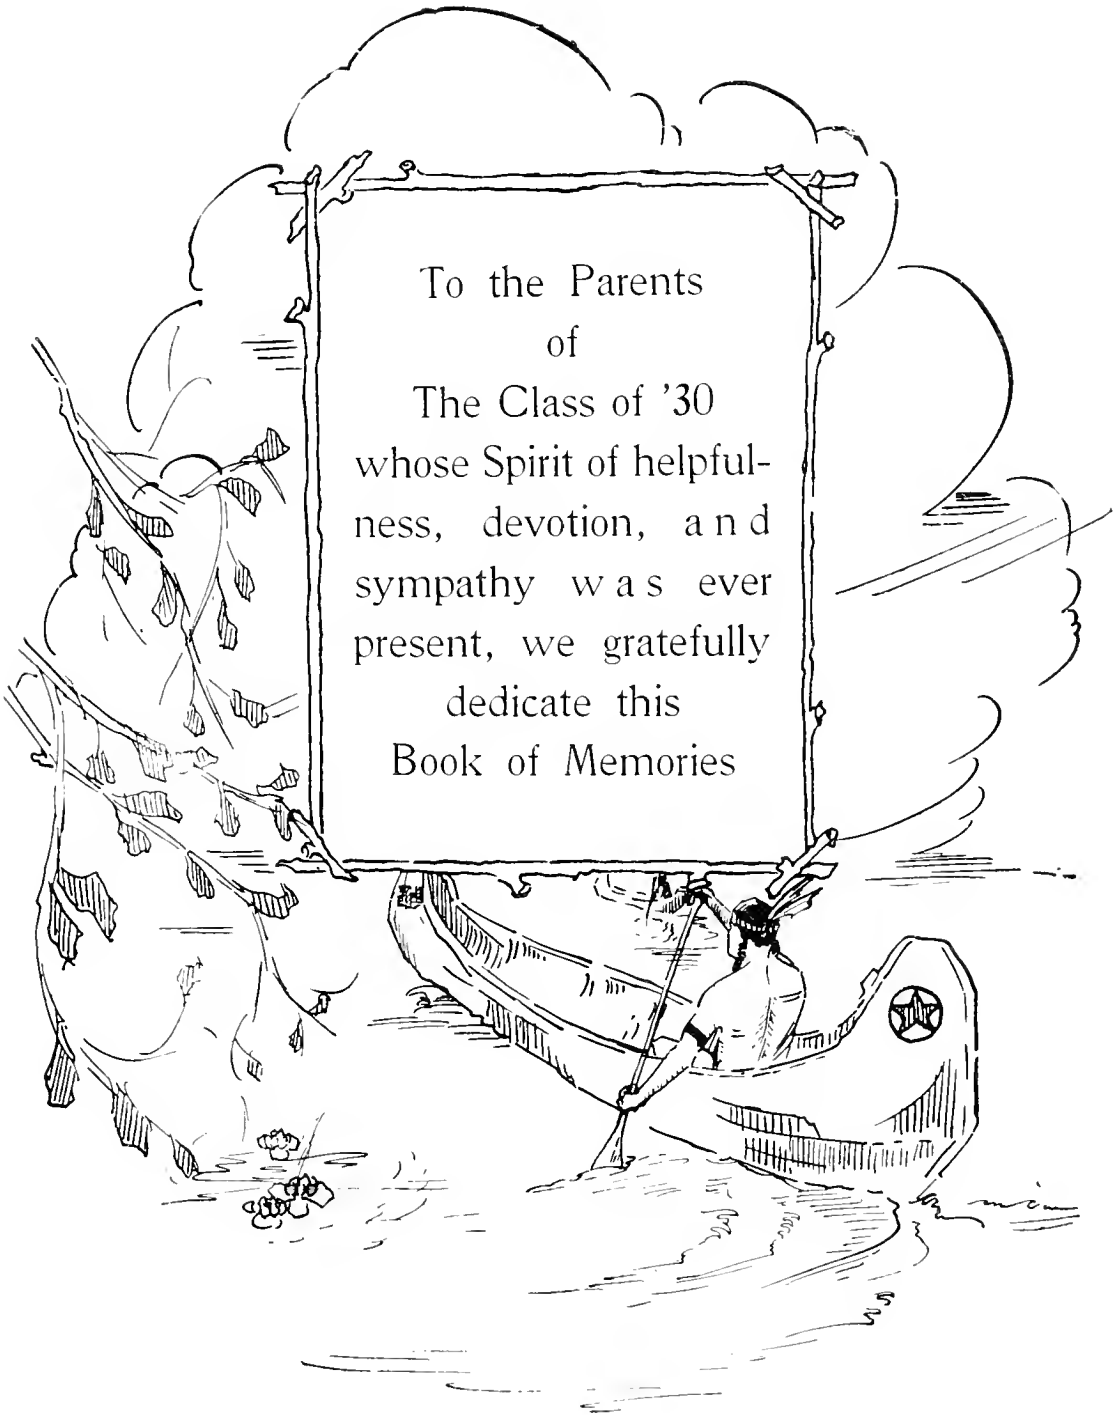 To the Parents
of
The Class of '30
whose Spirit of helpful-
ness, devotion, and
sympathy was ever
present, we gratefully
dedicate this
Book of Memories